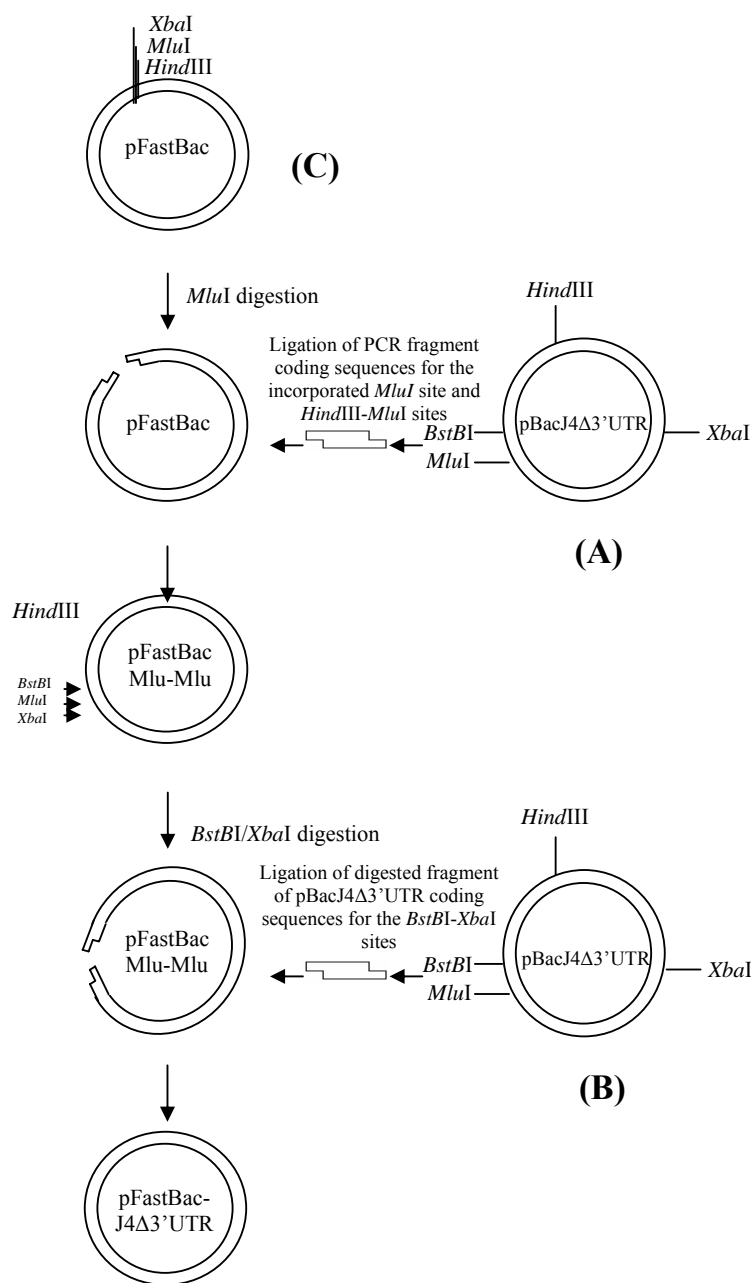 XbaI
MluI
HindIII
pFastBac
(C)
MluI digestion
HindIII
Ligation of PCR fragment
coding sequences for the
incorporated MluI site and
HindIII-MluI sites
pFastBac
pBacJ4Δ3’UTR
BstBI
XbaI
MluI
(A)
HindIII
pFastBac
Mlu-Mlu
BstBI
MluI
XbaI
BstBI/XbaI digestion
HindIII
Ligation of digested fragment
of pBacJ4Δ3’UTR coding
sequences for the BstBI-XbaI
sites
pFastBac
Mlu-Mlu
pBacJ4Δ3’UTR
BstBI
XbaI
MluI
(B)
pFastBac-
J4Δ3’UTR